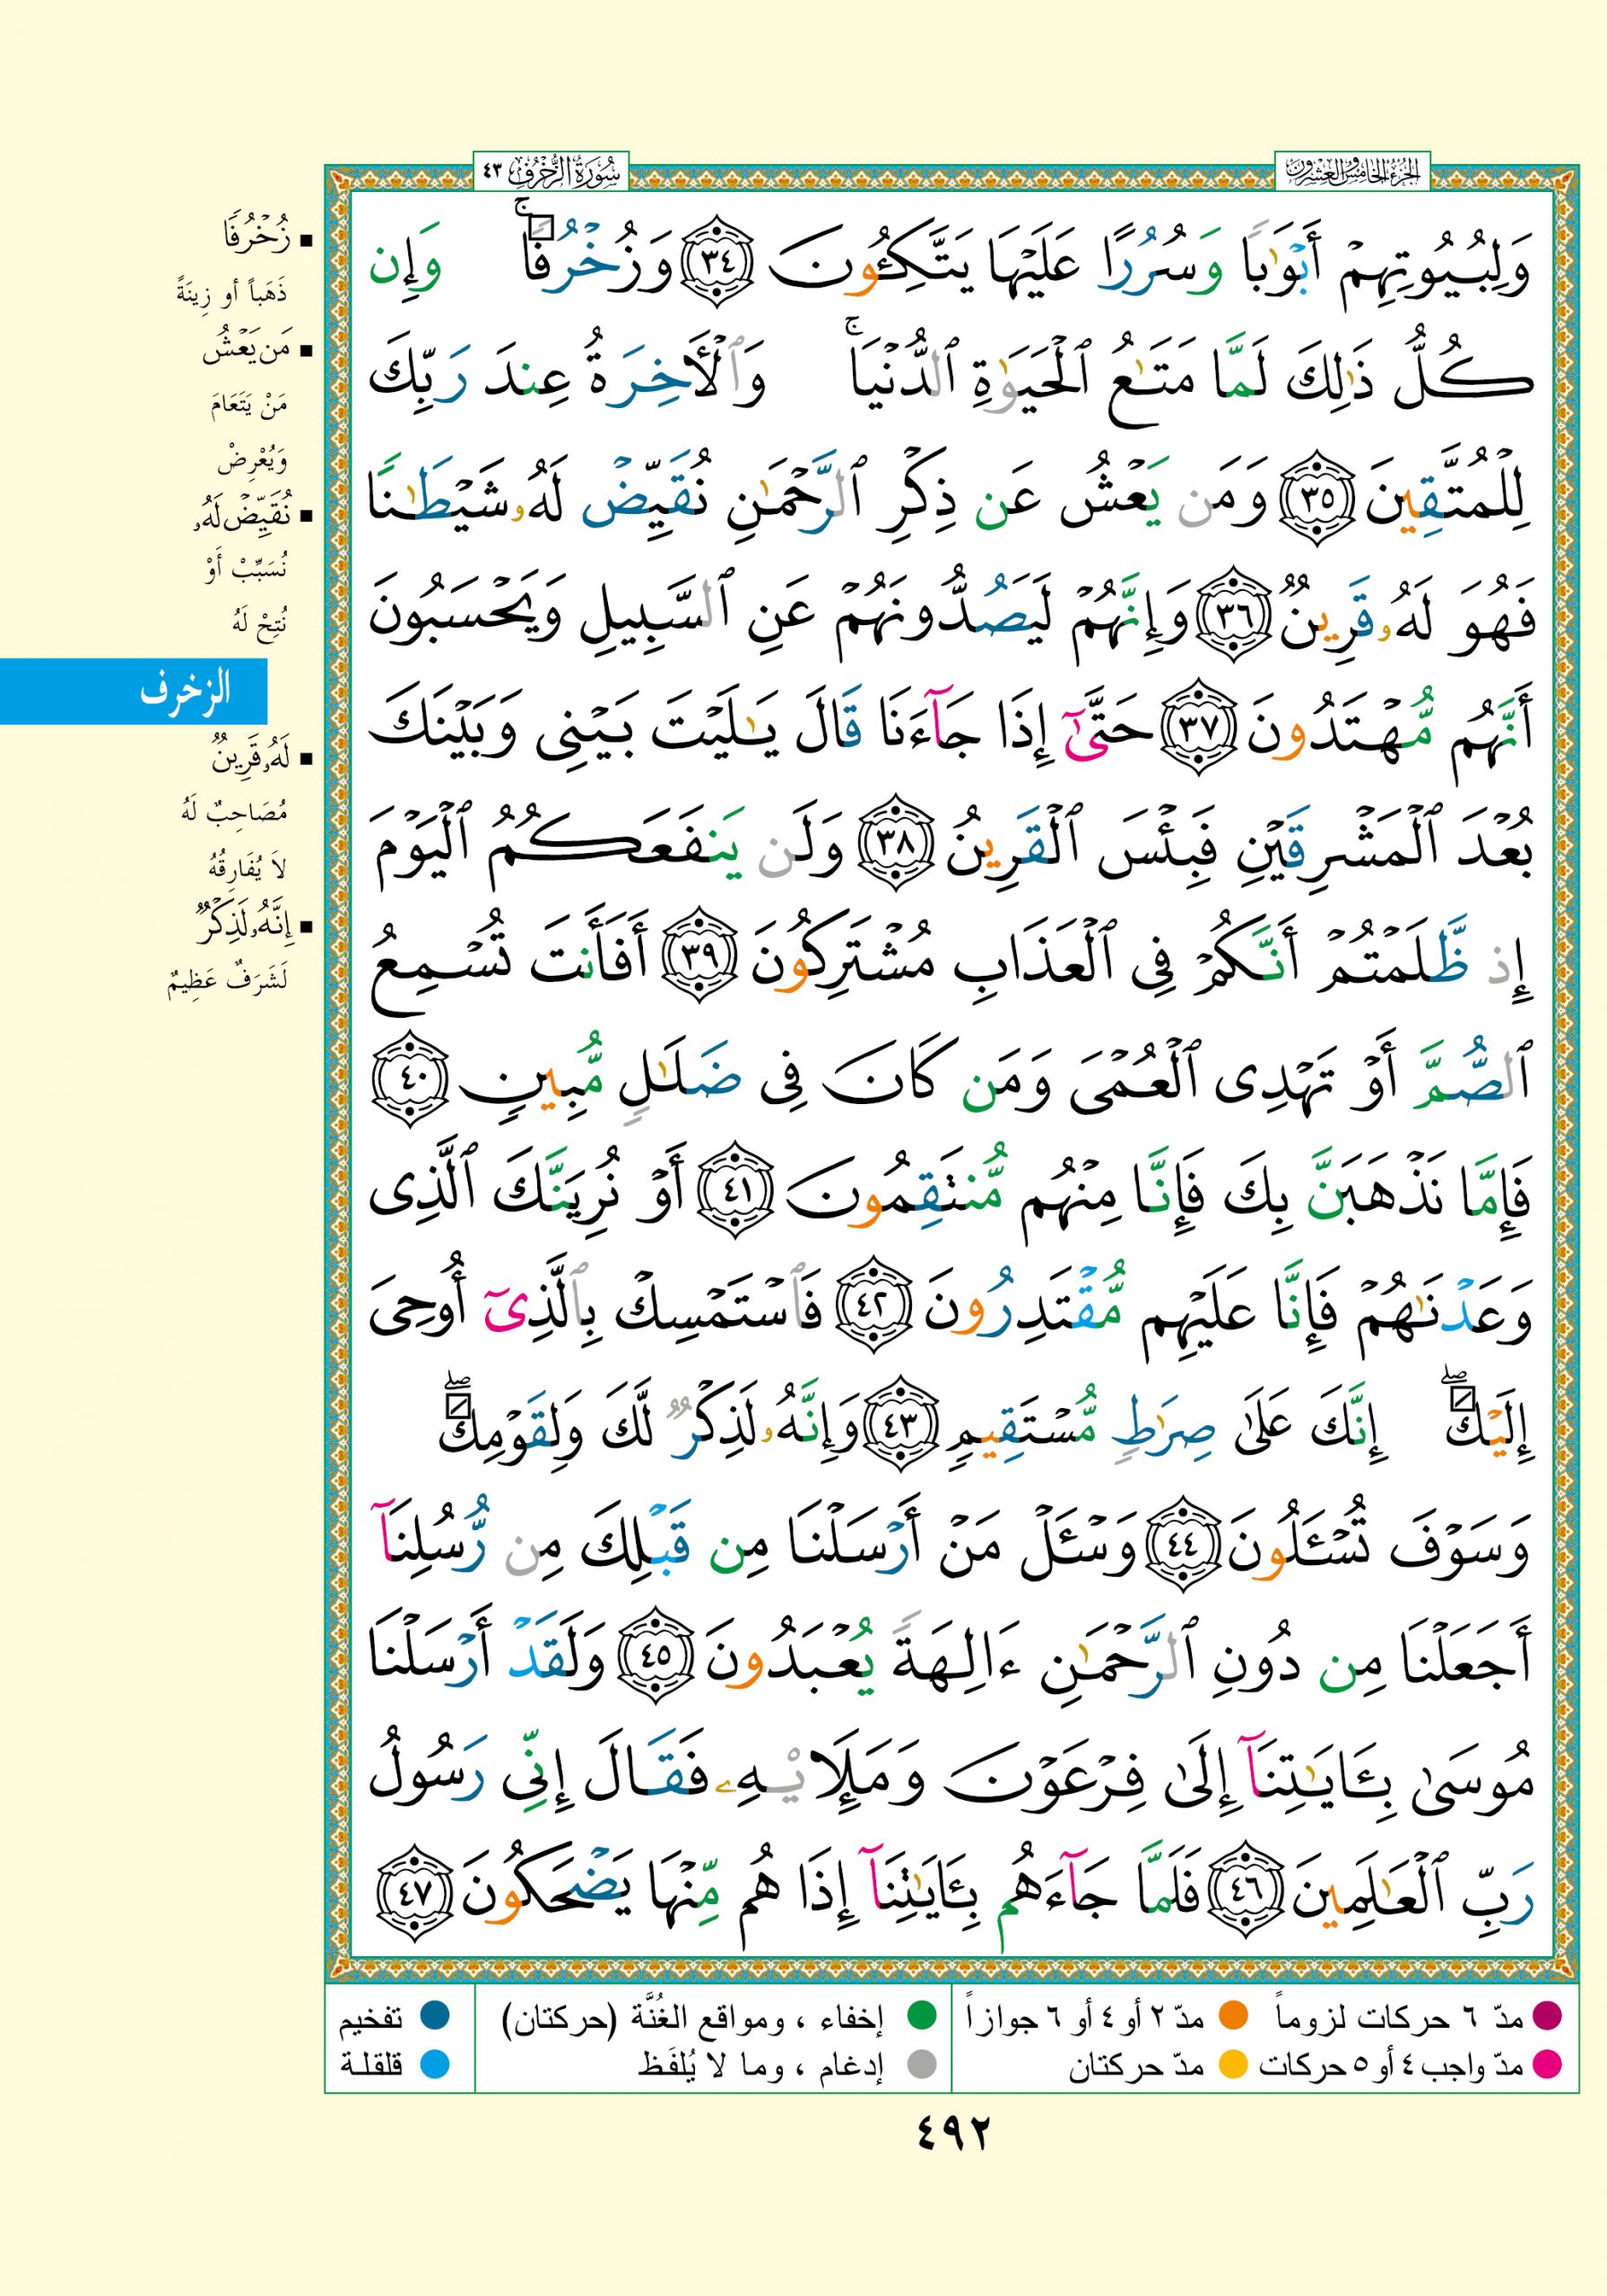 الجزء الخامس والعشرون
سورة الزخرف ٤٣
وَلِبُيُوتِهِمْ أَبْوَٰبًا وَسُرُرًا عَلَيْهَا يَتَّكِـُٔونَ ٣٤ وَزُخْرُفًا ۚ وَإِن
كُلُّ ذَٰلِكَ لَمَّا مَتَـٰعُ ٱلْحَيَوٰةِ ٱلدُّنْيَا ۚ وَٱلْأَخِرَةُ عِندَ رَبِّكَ
لِلْمُتَّقِينَ ٣٥ وَمَن يَعْشُ عَن ذِكْرِ ٱلرَّحْمَـٰنِ نُقَيِّضْ لَهُۥ شَيْطَـٰنًا
فَهُوَ لَهُۥ قَرِينٌ ٣٦ وَإِنَّهُمْ لَيَصُدُّونَهُمْ عَنِ ٱلسَّبِيلِ وَيَحْسَبُونَ
أَنَّهُم مُّهْتَدُونَ ٣٧ حَتَّىٰٓ إِذَا جَآءَنَا قَالَ يَـٰلَيْتَ بَيْنِى وَبَيْنَكَ
بُعْدَ ٱلْمَشْرِقَيْنِ فَبِئْسَ ٱلْقَرِينُ ٣٨ وَلَن يَنفَعَكُمُ ٱلْيَوْمَ
إِذ ظَّلَمْتُمْ أَنَّكُمْ فِى ٱلْعَذَابِ مُشْتَرِكُونَ ٣٩ أَفَأَنتَ تُسْمِعُ
ٱلصُّمَّ أَوْ تَهْدِى ٱلْعُمْىَ وَمَن كَانَ فِى ضَلَـٰلٍ مُّبِينٍ ٤٠
فَإِمَّا نَذْهَبَنَّ بِكَ فَإِنَّا مِنْهُم مُّنتَقِمُونَ ٤١ أَوْ نُرِيَنَّكَ ٱلَّذِى
وَعَدْنَـٰهُمْ فَإِنَّا عَلَيْهِم مُّقْتَدِرُونَ ٤٢ فَٱسْتَمْسِكْ بِٱلَّذِىٓ أُوحِىَ
إِلَيْكَ ۖ إِنَّكَ عَلَىٰ صِرَٰطٍ مُّسْتَقِيمٍ ٤٣ وَإِنَّهُۥ لَذِكْرٌ لَّكَ وَلِقَوْمِكَ ۖ
وَسَوْفَ تُسْـَٔلُونَ ٤٤ وَسْـَٔلْ مَنْ أَرْسَلْنَا مِن قَبْلِكَ مِن رُّسُلِنَآ
أَجَعَلْنَا مِن دُونِ ٱلرَّحْمَـٰنِ ءَالِهَةً يُعْبَدُونَ ٤٥ وَلَقَدْ أَرْسَلْنَا
مُوسَىٰ بِـَٔايَـٰتِنَآ إِلَىٰ فِرْعَوْنَ وَمَلَإِيْهِۦ فَقَالَ إِنِّى رَسُولُ
رَبِّ ٱلْعَـٰلَمِينَ ٤٦ فَلَمَّا جَآءَهُم بِـَٔايَـٰتِنَآ إِذَا هُم مِّنْهَا يَضْحَكُونَ ٤٧
■ زُخْرُفًا
ذَهَباً أو زِينَةً
■ مَن يَعْشُ
مَنْ يَتَعَامَ
وَيُعْرِضْ
■ نُقَيِّضْ لَهُۥ
نُسَبِّبْ أَوْ
نُتِحْ لَهُ
الزخرف
■ لَهُۥ قَرِينٌ
مُصَاحِبٌ لَهُ
لاَ يُفَارِقُهُ
■ إِنَّهُۥ لَذِكْرٌ
لَشَرَفٌ عَظِيمٌ
مدّ ٦ حركات لزوماً مدّ ٢ أو ٤ أو ٦ جوازاً إخفاء ، ومواقع الغُنَّة (حركتان) تفخيم
مدّ واجب ٤ أو ٥ حركات مدّ حركتان إدغام ، وما لا يُلفَظ قلقلة
٤٩٢